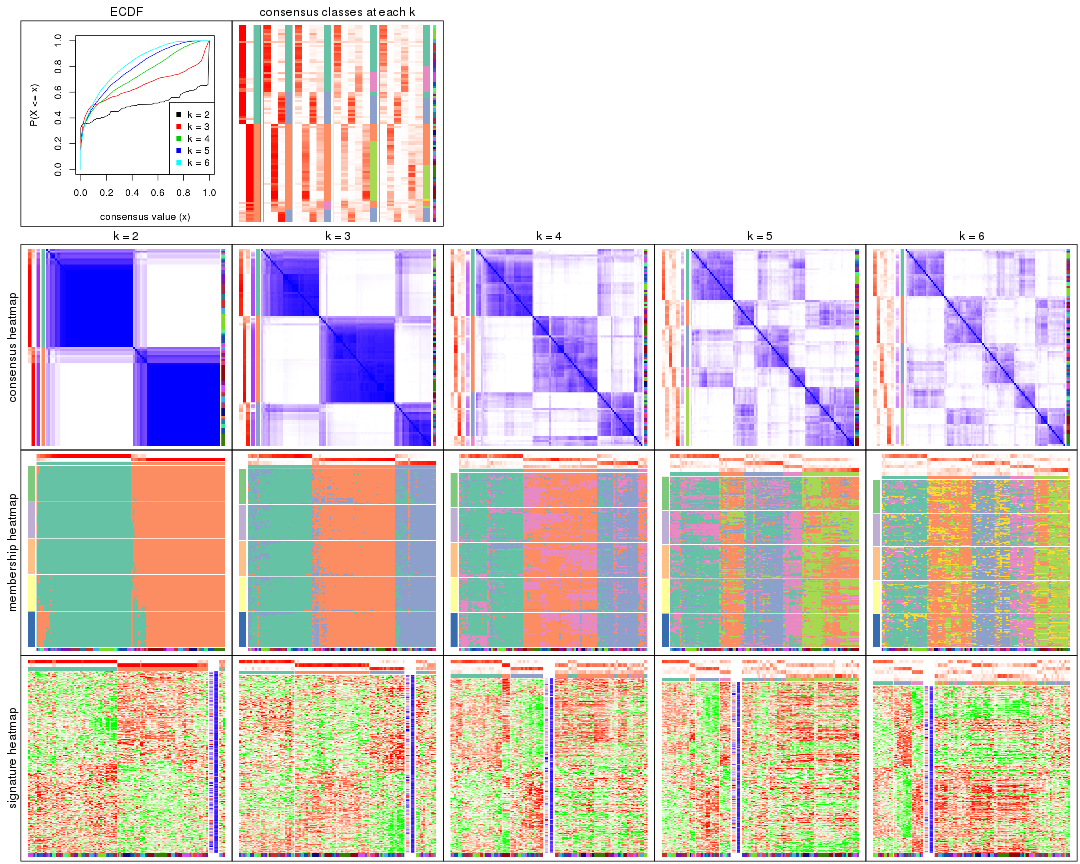 ECDF
consensus classes at each k
P(X <= x)
0.0 0.2 0.4 0.6 0.8 1.0
k = 2
k = 3
k = 4
k = 5
k = 6
0.0 0.2 0.4 0.6 0.8 1.0
consensus value (x)
k = 2 k = 3 k = 4 k = 5 k = 6
consensus heatmap
membership heatmap
signature heatmap